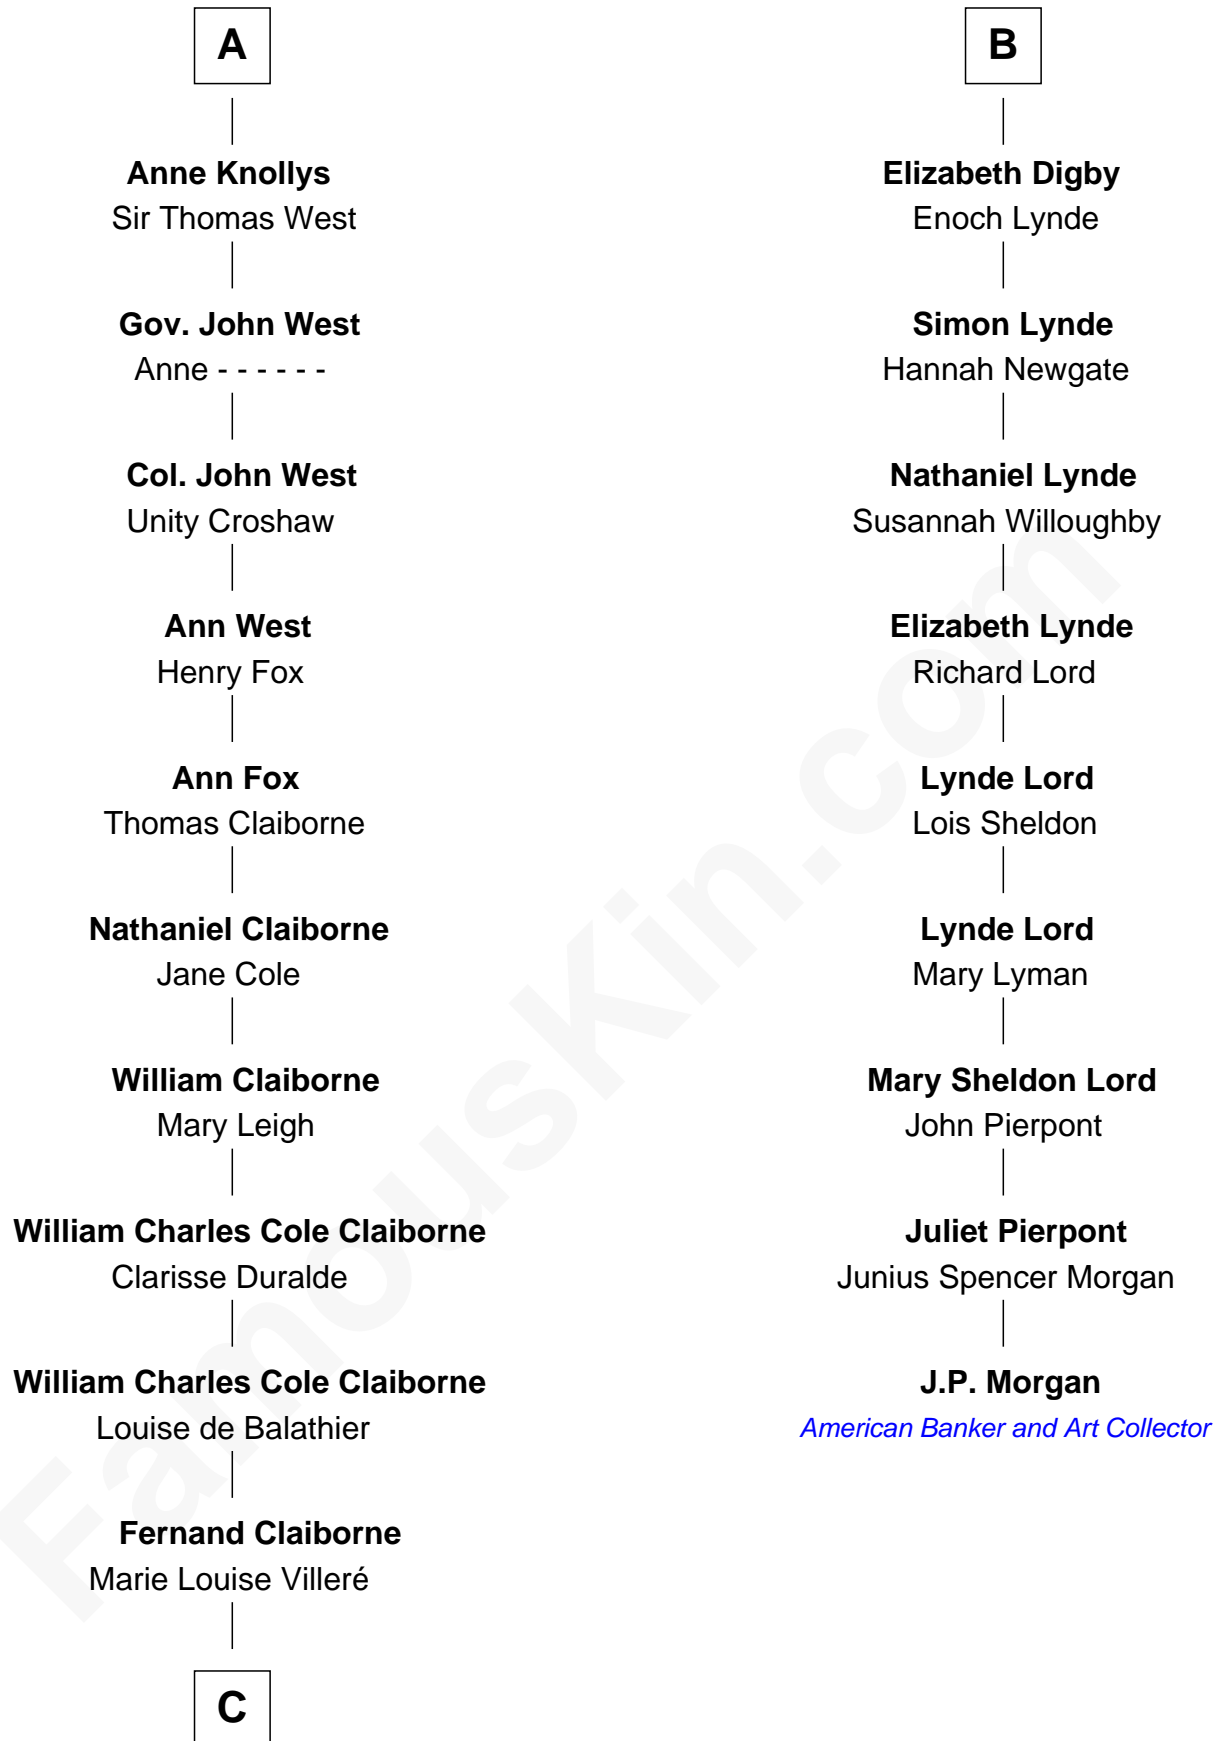 A
Anne Knollys
Sir Thomas West
Gov. John West
Anne - - - - - -
Col. John West
Unity Croshaw
Ann West
Henry Fox
Ann Fox
Thomas Claiborne
Nathaniel Claiborne
Jane Cole
William Claiborne
Mary Leigh
William Charles Cole Claiborne
Clarisse Duralde
William Charles Cole Claiborne
Louise de Balathier
Fernand Claiborne
Marie Louise Villeré
C
B
Elizabeth Digby
Enoch Lynde
Simon Lynde
Hannah Newgate
Nathaniel Lynde
Susannah Willoughby
Elizabeth Lynde
Richard Lord
Lynde Lord
Lois Sheldon
Lynde Lord
Mary Lyman
Mary Sheldon Lord
John Pierpont
Juliet Pierpont
Junius Spencer Morgan
J.P. Morgan
American Banker and Art Collector
FamousKin.com